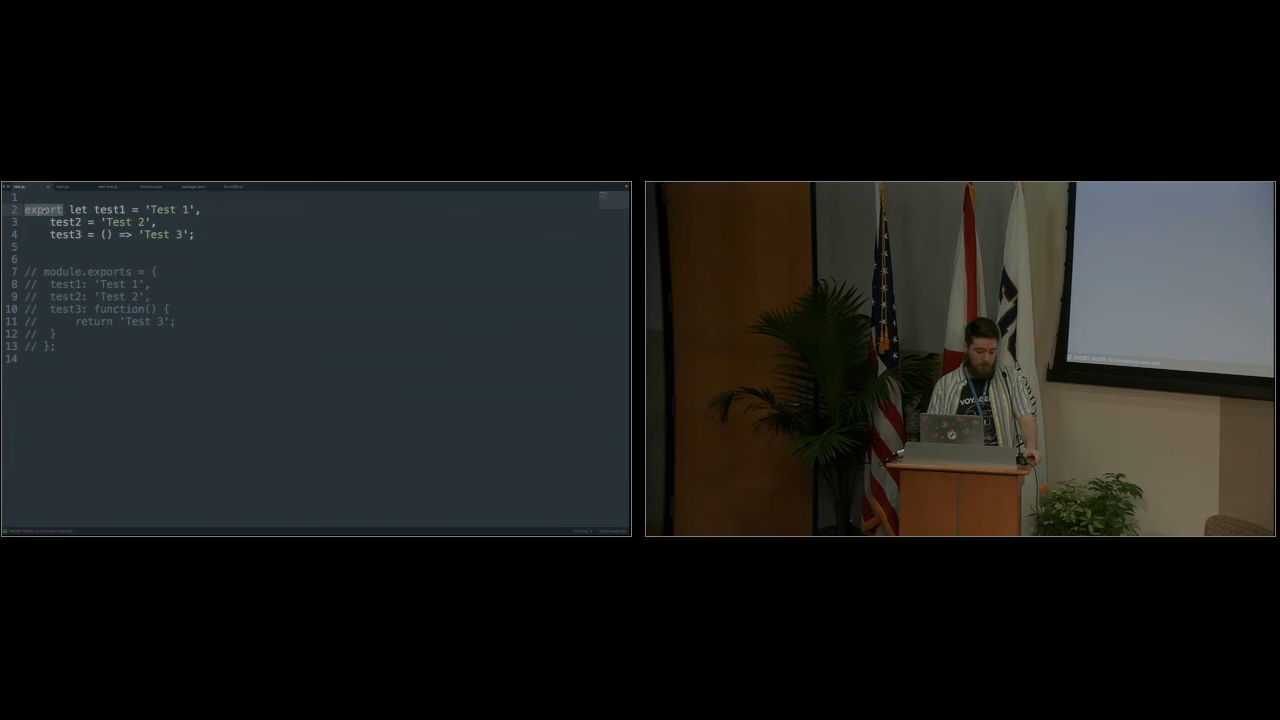 1
2 export let test1 = 'Test 1',
3 test2 = 'Test 2',
4 test3 = () => 'Test 3';
5
6
7 // module.exports = {
8 // test1: 'Test 1',
9 // test2: 'Test 2',
10 // test3: function() {
11 // return 'Test 3';
12 // }
13 // };
14
VOYAGE